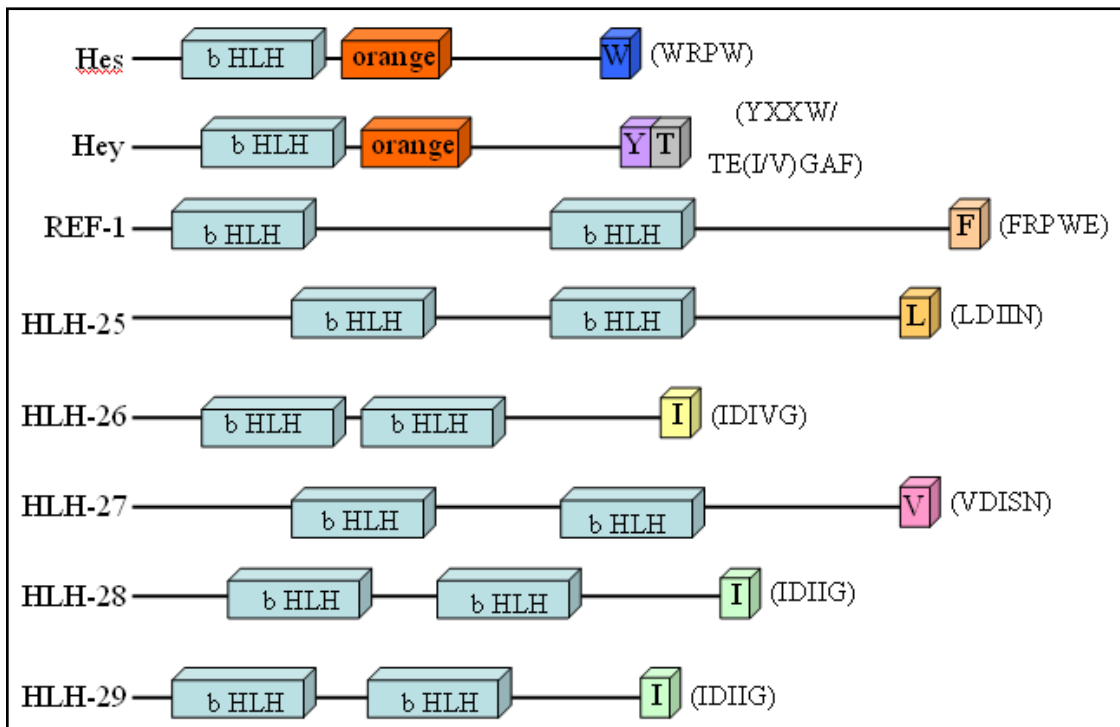 Hes b HLH orange W (WRPW)
Hey b HLH orange Y T (YXXW/
TE(I/V)GAF)
REF-1 b HLH b HLH F (FRPWE)
HLH-25 b HLH b HLH L (LDIIN)
HLH-26 b HLH b HLH I (IDIVG)
HLH-27 b HLH b HLH V (VDISN)
HLH-28 b HLH b HLH I (IDIIG)
HLH-29 b HLH b HLH I (IDIIG)